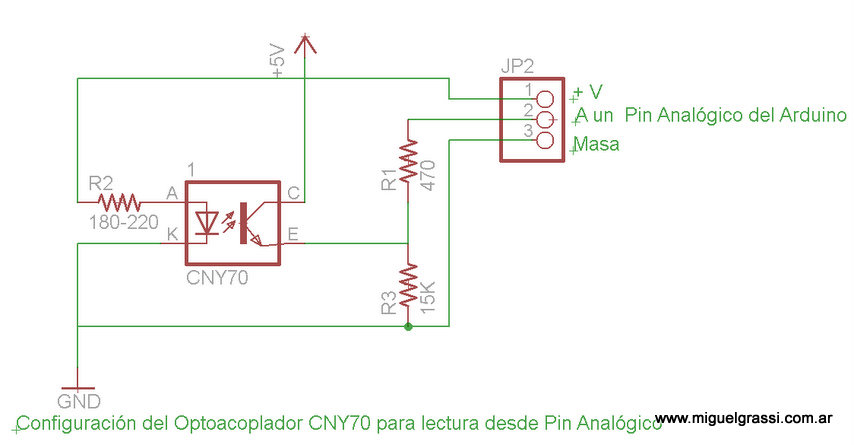 +5V
JP2
1
+ V
2
A un Pin Analógico del Arduino
3
Masa
R1
470
R2
180-220
A
1
C
K
E
CNY70
R3
15K
GND
Configuración del Optoacoplador CNY70 para lectura desde Pin Analógico
www.miguelgrassi.com.ar